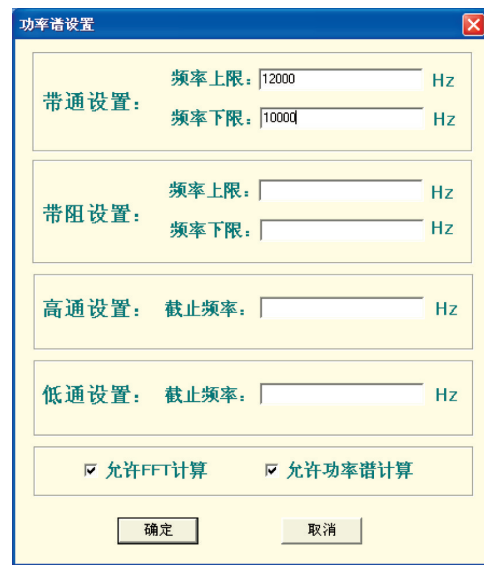 功率谱设置
带通设置： 频率上限：12000 Hz
频率下限：10000 Hz
带阻设置： 频率上限： Hz
频率下限： Hz
高通设置： 截止频率： Hz
低通设置： 截止频率： Hz
允许FFT计算 允许功率谱计算
确定 取消